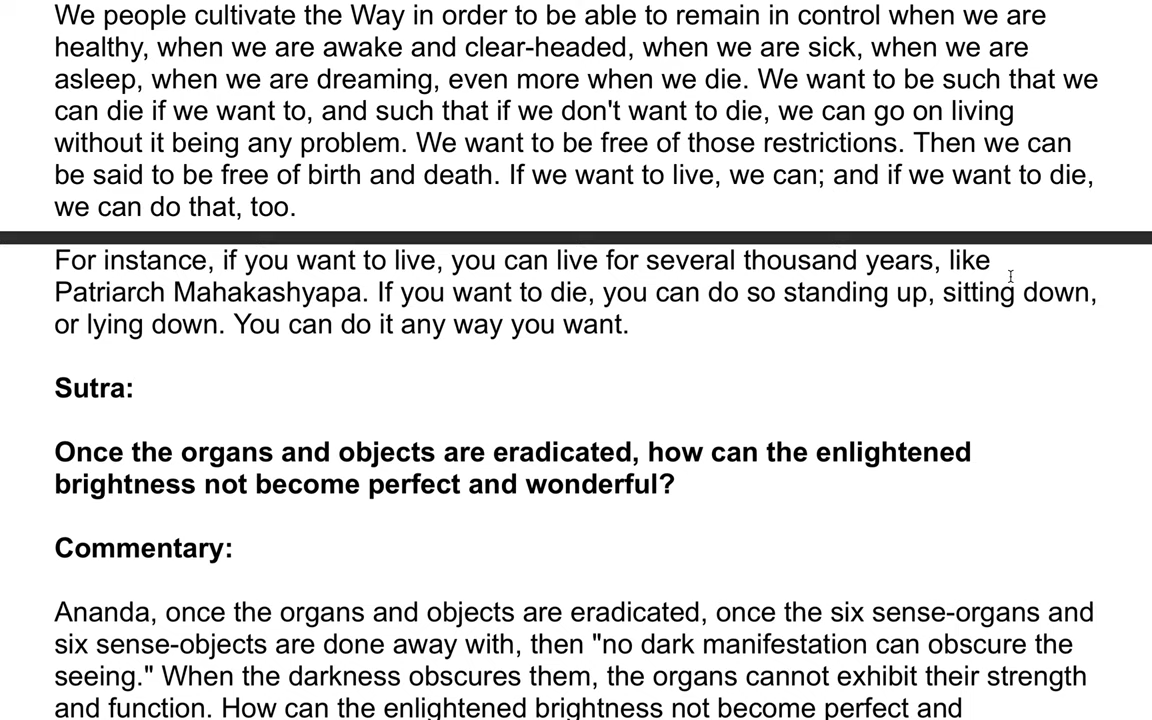 We people cultivate the Way in order to be able to remain in control when we are
healthy, when we are awake and clear-headed, when we are sick, when we are
asleep, when we are dreaming, even more when we die. We want to be such that we
can die if we want to, and such that if we don't want to die, we can go on living
without it being any problem. We want to be free of those restrictions. Then we can
be said to be free of birth and death. If we want to live, we can; and if we want to die,
we can do that, too.
For instance, if you want to live, you can live for several thousand years, like
Patriarch Mahakashyapa. If you want to die, you can do so standing up, sitting down,
or lying down. You can do it any way you want.
Sutra:
Once the organs and objects are eradicated, how can the enlightened
brightness not become perfect and wonderful?
Commentary:
Ananda, once the organs and objects are eradicated, once the six sense-organs and
six sense-objects are done away with, then "no dark manifestation can obscure the
seeing." When the darkness obscures them, the organs cannot exhibit their strength
and function. How can the enlightened brightness not become perfect and